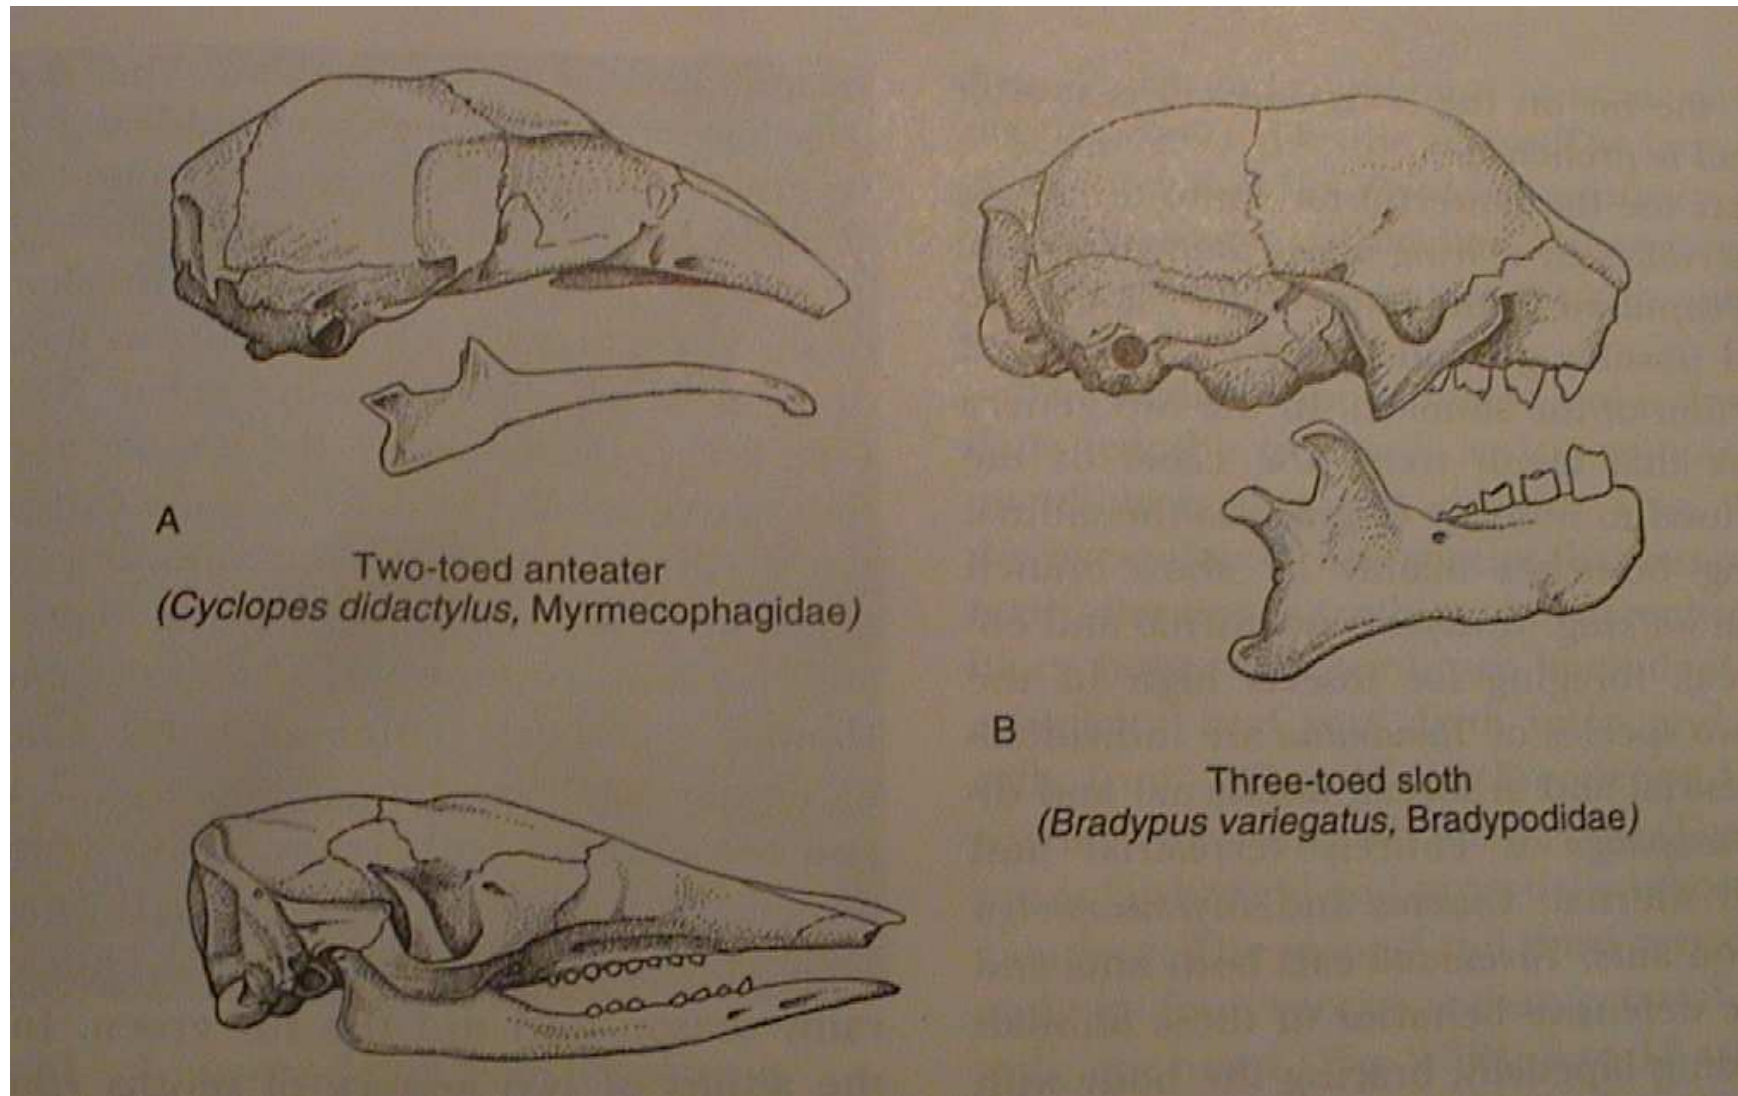 A
Two-toed anteater
(Cyclopes didactylus, Myrmecophagidae)
B
Three-toed sloth
(Bradypus variegatus, Bradypodidae)